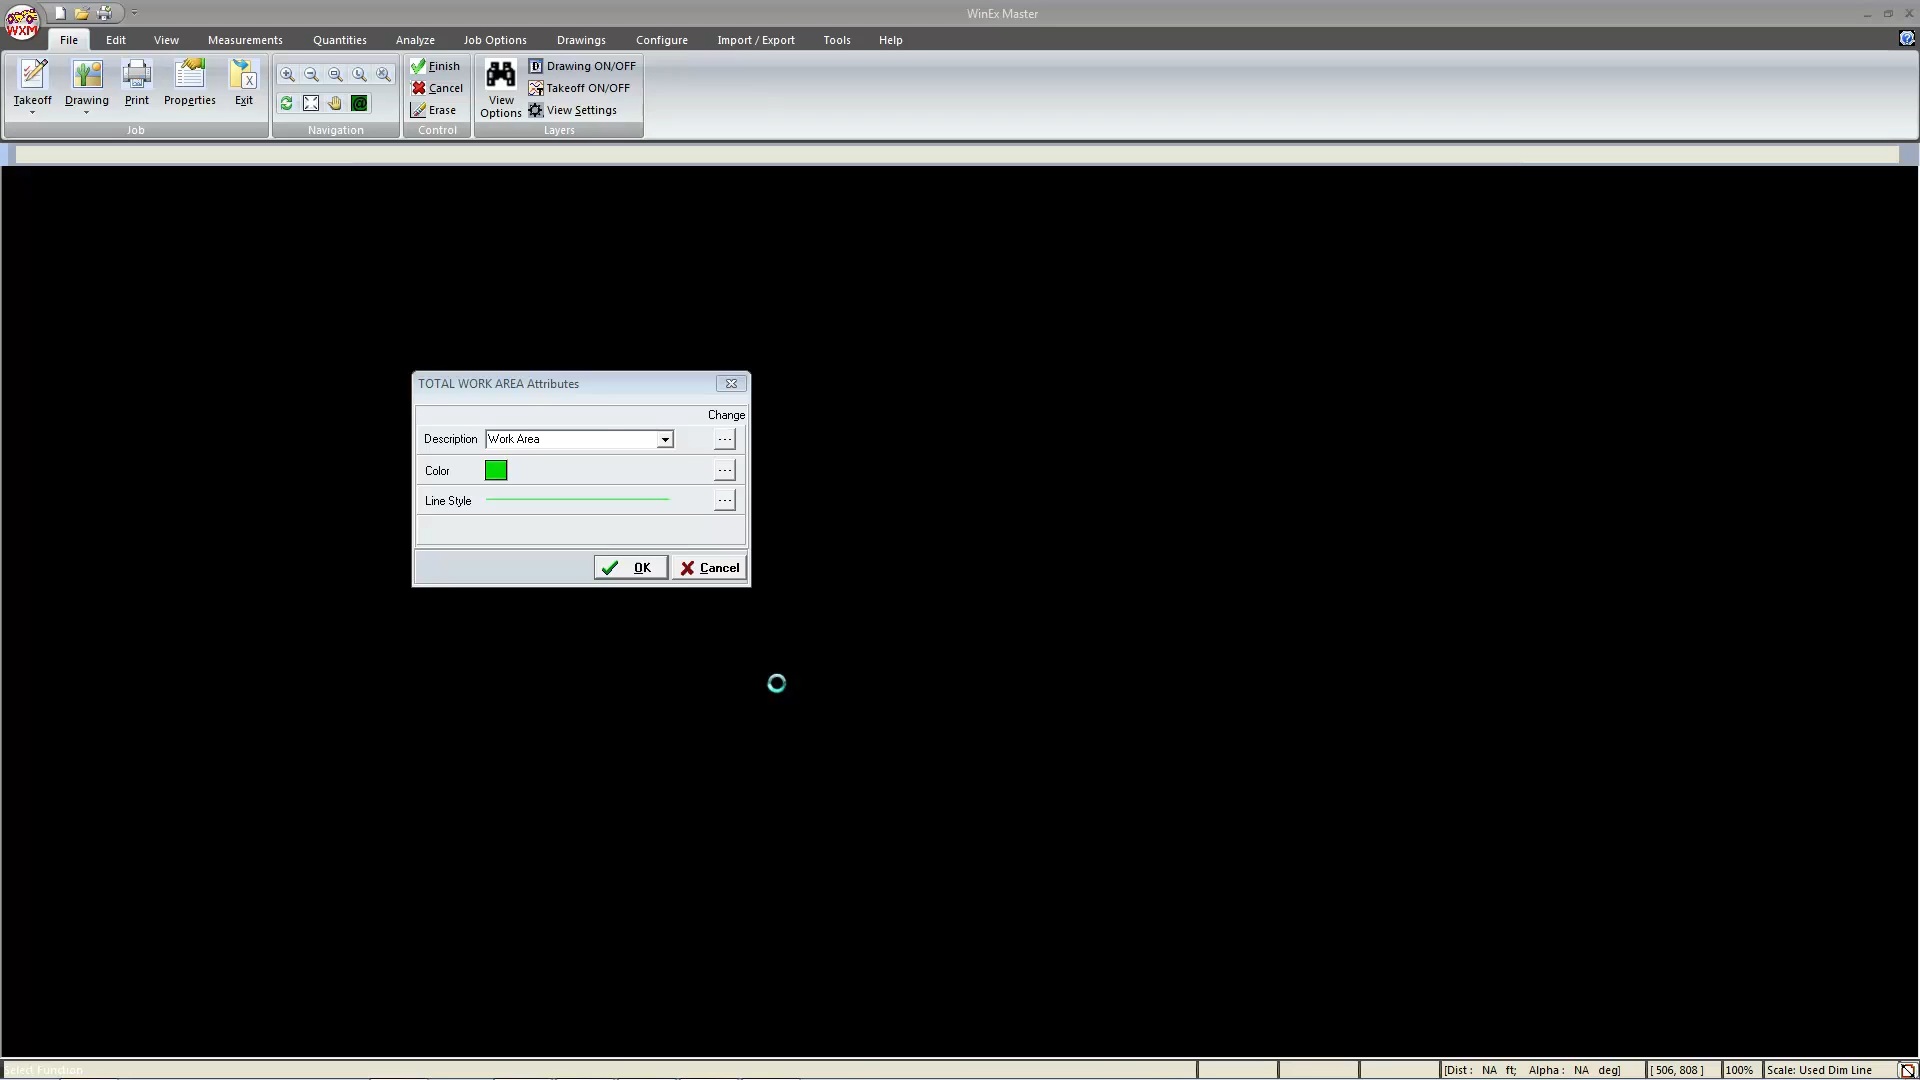 WinEx Master
WXM
File Edit View Measurements Quantities Analyze Job Options Drawings Configure Import / Export Tools Help
Takeoff Drawing Print Properties Exit
Job
Navigation
Finish
Cancel
Erase
Control
View Options
Drawing ON/OFF
Takeoff ON/OFF
View Settings
Layers
TOTAL WORK AREA Attributes
Change
Description Work Area ...
Color ...
Line Style ...
OK Cancel
Select Function
[Dist : NA ft; Alpha : NA deg] [ 506, 808 ] 100% Scale: Used Dim Line